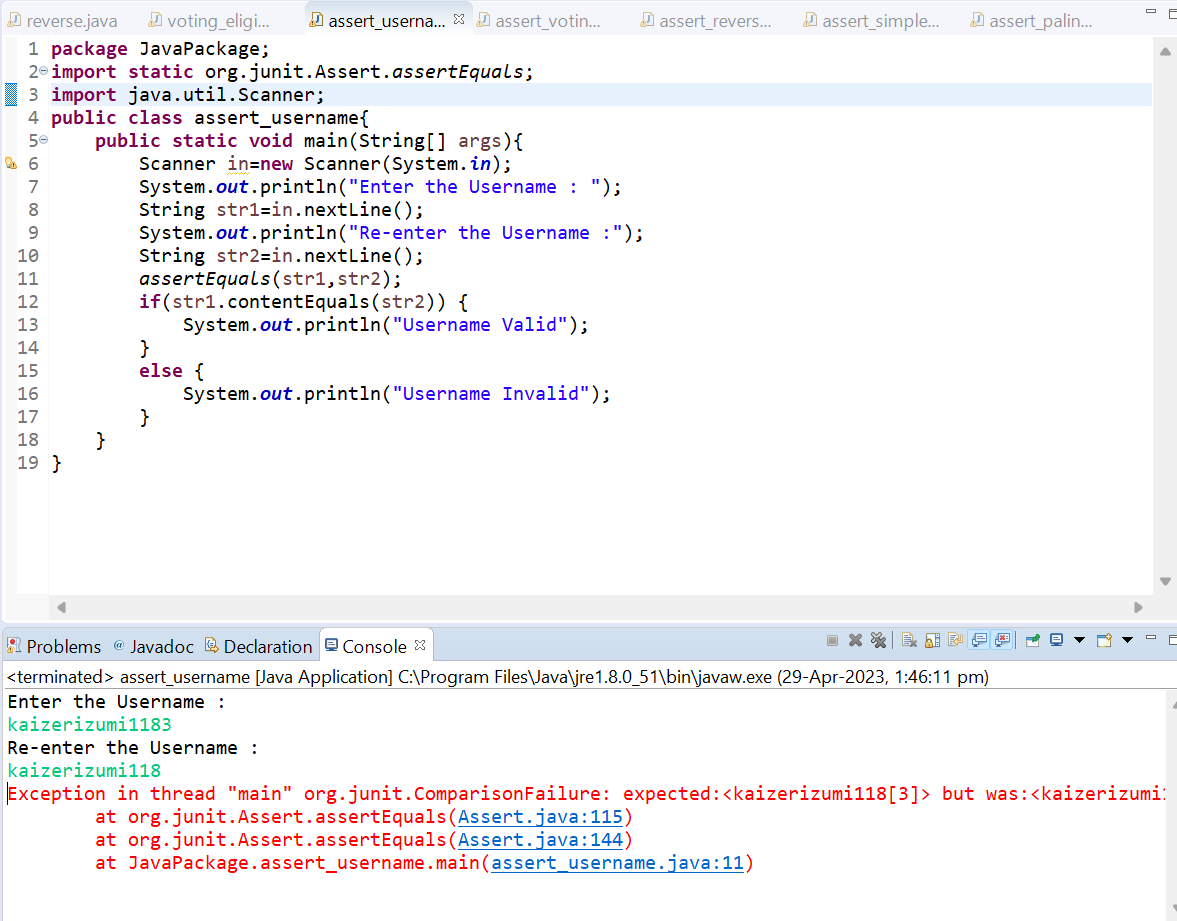 reverse.java voting_eligi... assert_userna... assert_votin... assert_revers... assert_simple... assert_palin...
1 package JavaPackage;
2 import static org.junit.Assert.assertEquals;
3 import java.util.Scanner;
4 public class assert_username{
5 public static void main(String[] args){
6 Scanner in=new Scanner(System.in);
7 System.out.println("Enter the Username : ");
8 String str1=in.nextLine();
9 System.out.println("Re-enter the Username :");
10 String str2=in.nextLine();
11 assertEquals(str1,str2);
12 if(str1.contentEquals(str2)) {
13 System.out.println("Username Valid");
14 }
15 else {
16 System.out.println("Username Invalid");
17 }
18 }
19 }
Problems @ Javadoc Declaration Console
<terminated> assert_username [Java Application] C:\Program Files\Java\jre1.8.0_51\bin\javaw.exe (29-Apr-2023, 1:46:11 pm)
Enter the Username :
kaizerizumi1183
Re-enter the Username :
kaizerizumi118
Exception in thread "main" org.junit.ComparisonFailure: expected:<kaizerizumi118[3]> but was:<kaizerizumi1
at org.junit.Assert.assertEquals(Assert.java:115)
at org.junit.Assert.assertEquals(Assert.java:144)
at JavaPackage.assert_username.main(assert_username.java:11)